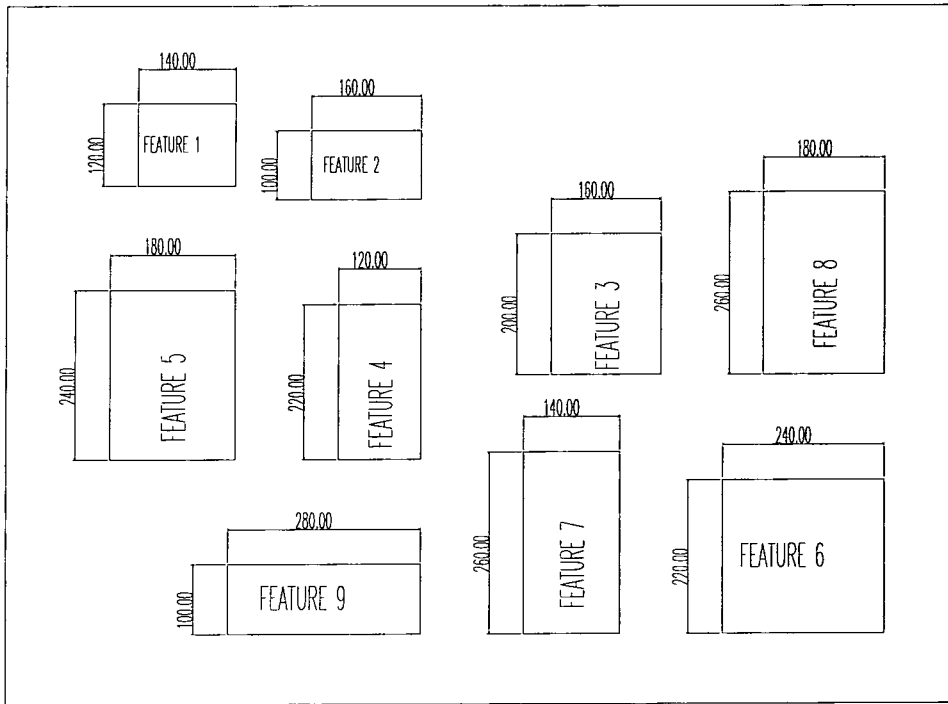 140.00
120.00
FEATURE 1
160.00
100.00
FEATURE 2
160.00
200.00
FEATURE 3
180.00
260.00
FEATURE 8
180.00
240.00
FEATURE 5
120.00
220.00
FEATURE 4
140.00
260.00
FEATURE 7
240.00
220.00
FEATURE 6
280.00
100.00
FEATURE 9